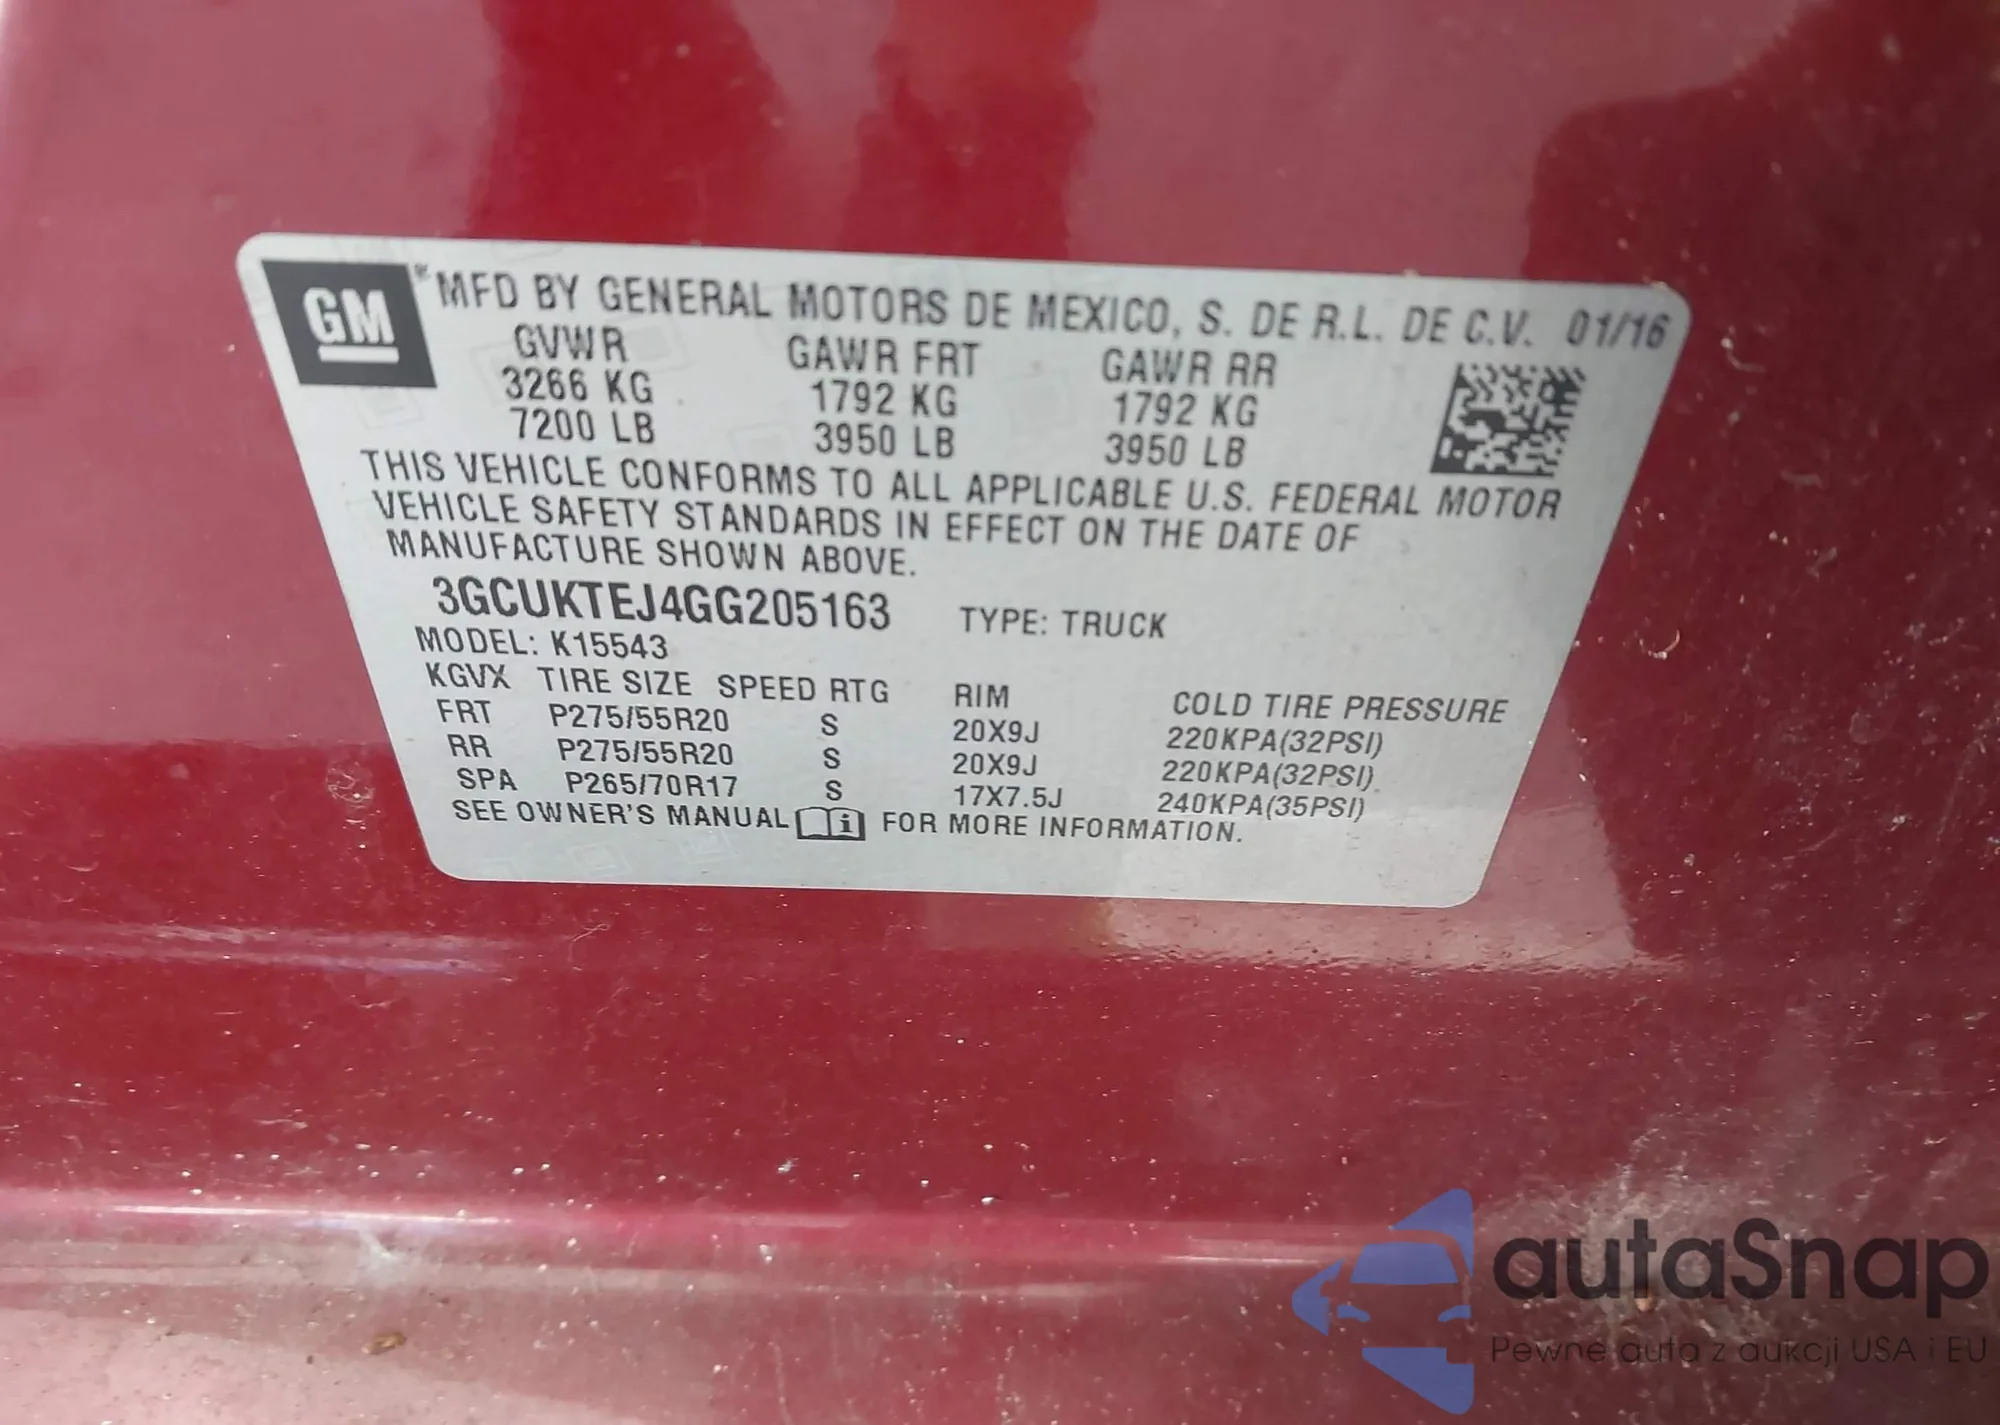 GM ® MFD BY GENERAL MOTORS DE MEXICO, S. DE R.L. DE C.V. 01/16
GVWR GAWR FRT GAWR RR
3266 KG 1792 KG 1792 KG
7200 LB 3950 LB 3950 LB
THIS VEHICLE CONFORMS TO ALL APPLICABLE U.S. FEDERAL MOTOR
VEHICLE SAFETY STANDARDS IN EFFECT ON THE DATE OF
MANUFACTURE SHOWN ABOVE.
3GCUKTEJ4GG205163 TYPE: TRUCK
MODEL: K15543
KGVX TIRE SIZE SPEED RTG RIM COLD TIRE PRESSURE
FRT P275/55R20 S 20X9J 220KPA(32PSI)
RR P275/55R20 S 20X9J 220KPA(32PSI)
SPA P265/70R17 S 17X7.5J 240KPA(35PSI)
SEE OWNER'S MANUAL i FOR MORE INFORMATION.
autaSnap
Pewne auta z aukcji USA i EU